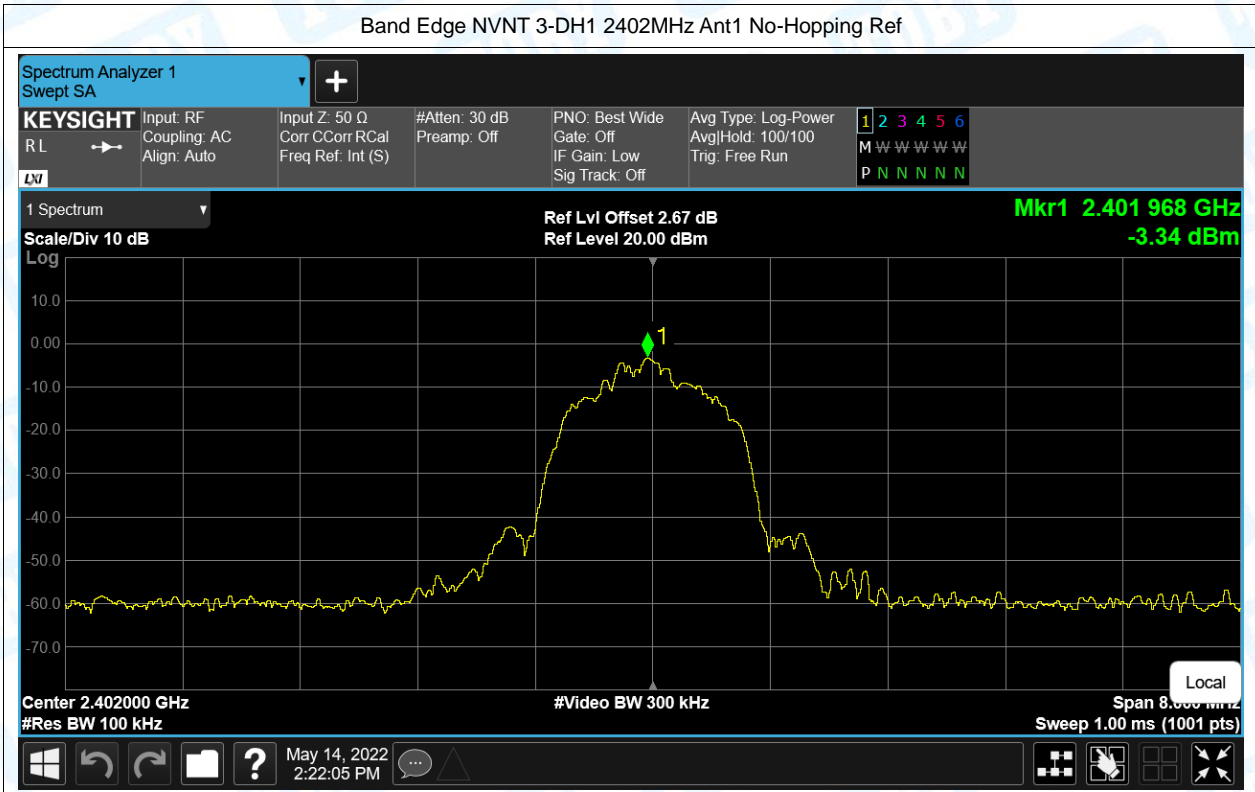 Band Edge NVNT 3-DH1 2402MHz Ant1 No-Hopping Ref
Spectrum Analyzer 1
Swept SA
KEYSIGHT
R L
LXI
Input: RF
Coupling: AC
Align: Auto
Input Z: 50 Ω
Corr CCorr RCal
Freq Ref: Int (S)
#Atten: 30 dB
Preamp: Off
PNO: Best Wide
Gate: Off
IF Gain: Low
Sig Track: Off
Avg Type: Log-Power
Avg|Hold: 100/100
Trig: Free Run
1 2 3 4 5 6
M W W W W W
P N N N N N
1 Spectrum
Scale/Div 10 dB
Ref Lvl Offset 2.67 dB
Ref Level 20.00 dBm
Mkr1 2.401 968 GHz
-3.34 dBm
Log
10.0
0.00
-10.0
-20.0
-30.0
-40.0
-50.0
-60.0
-70.0
1
Local
Center 2.402000 GHz
#Res BW 100 kHz
#Video BW 300 kHz
Span 8.000 MHz
Sweep 1.00 ms (1001 pts)
?
May 14, 2022
2:22:05 PM